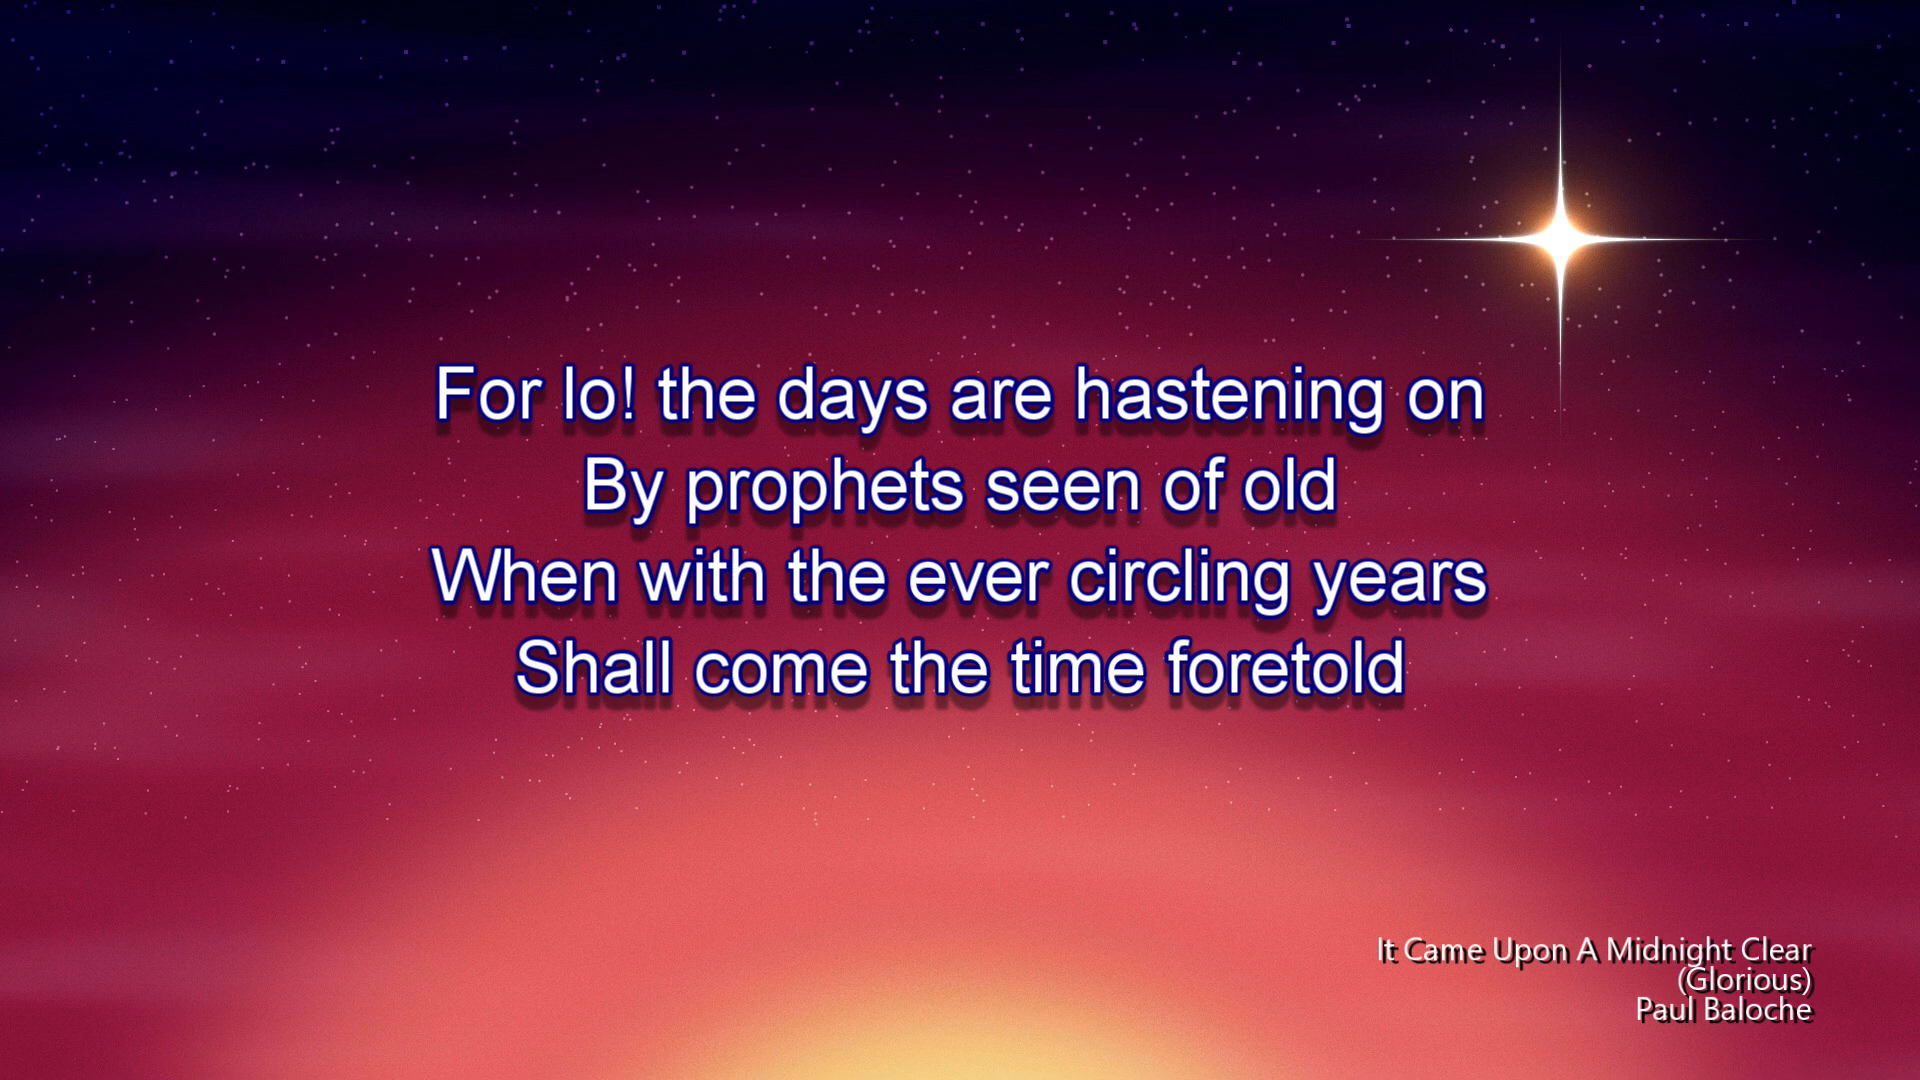 For lo! the days are hastening on
By prophets seen of old
When with the ever circling years
Shall come the time foretold
It Came Upon A Midnight Clear
(Glorious)
Paul Baloche